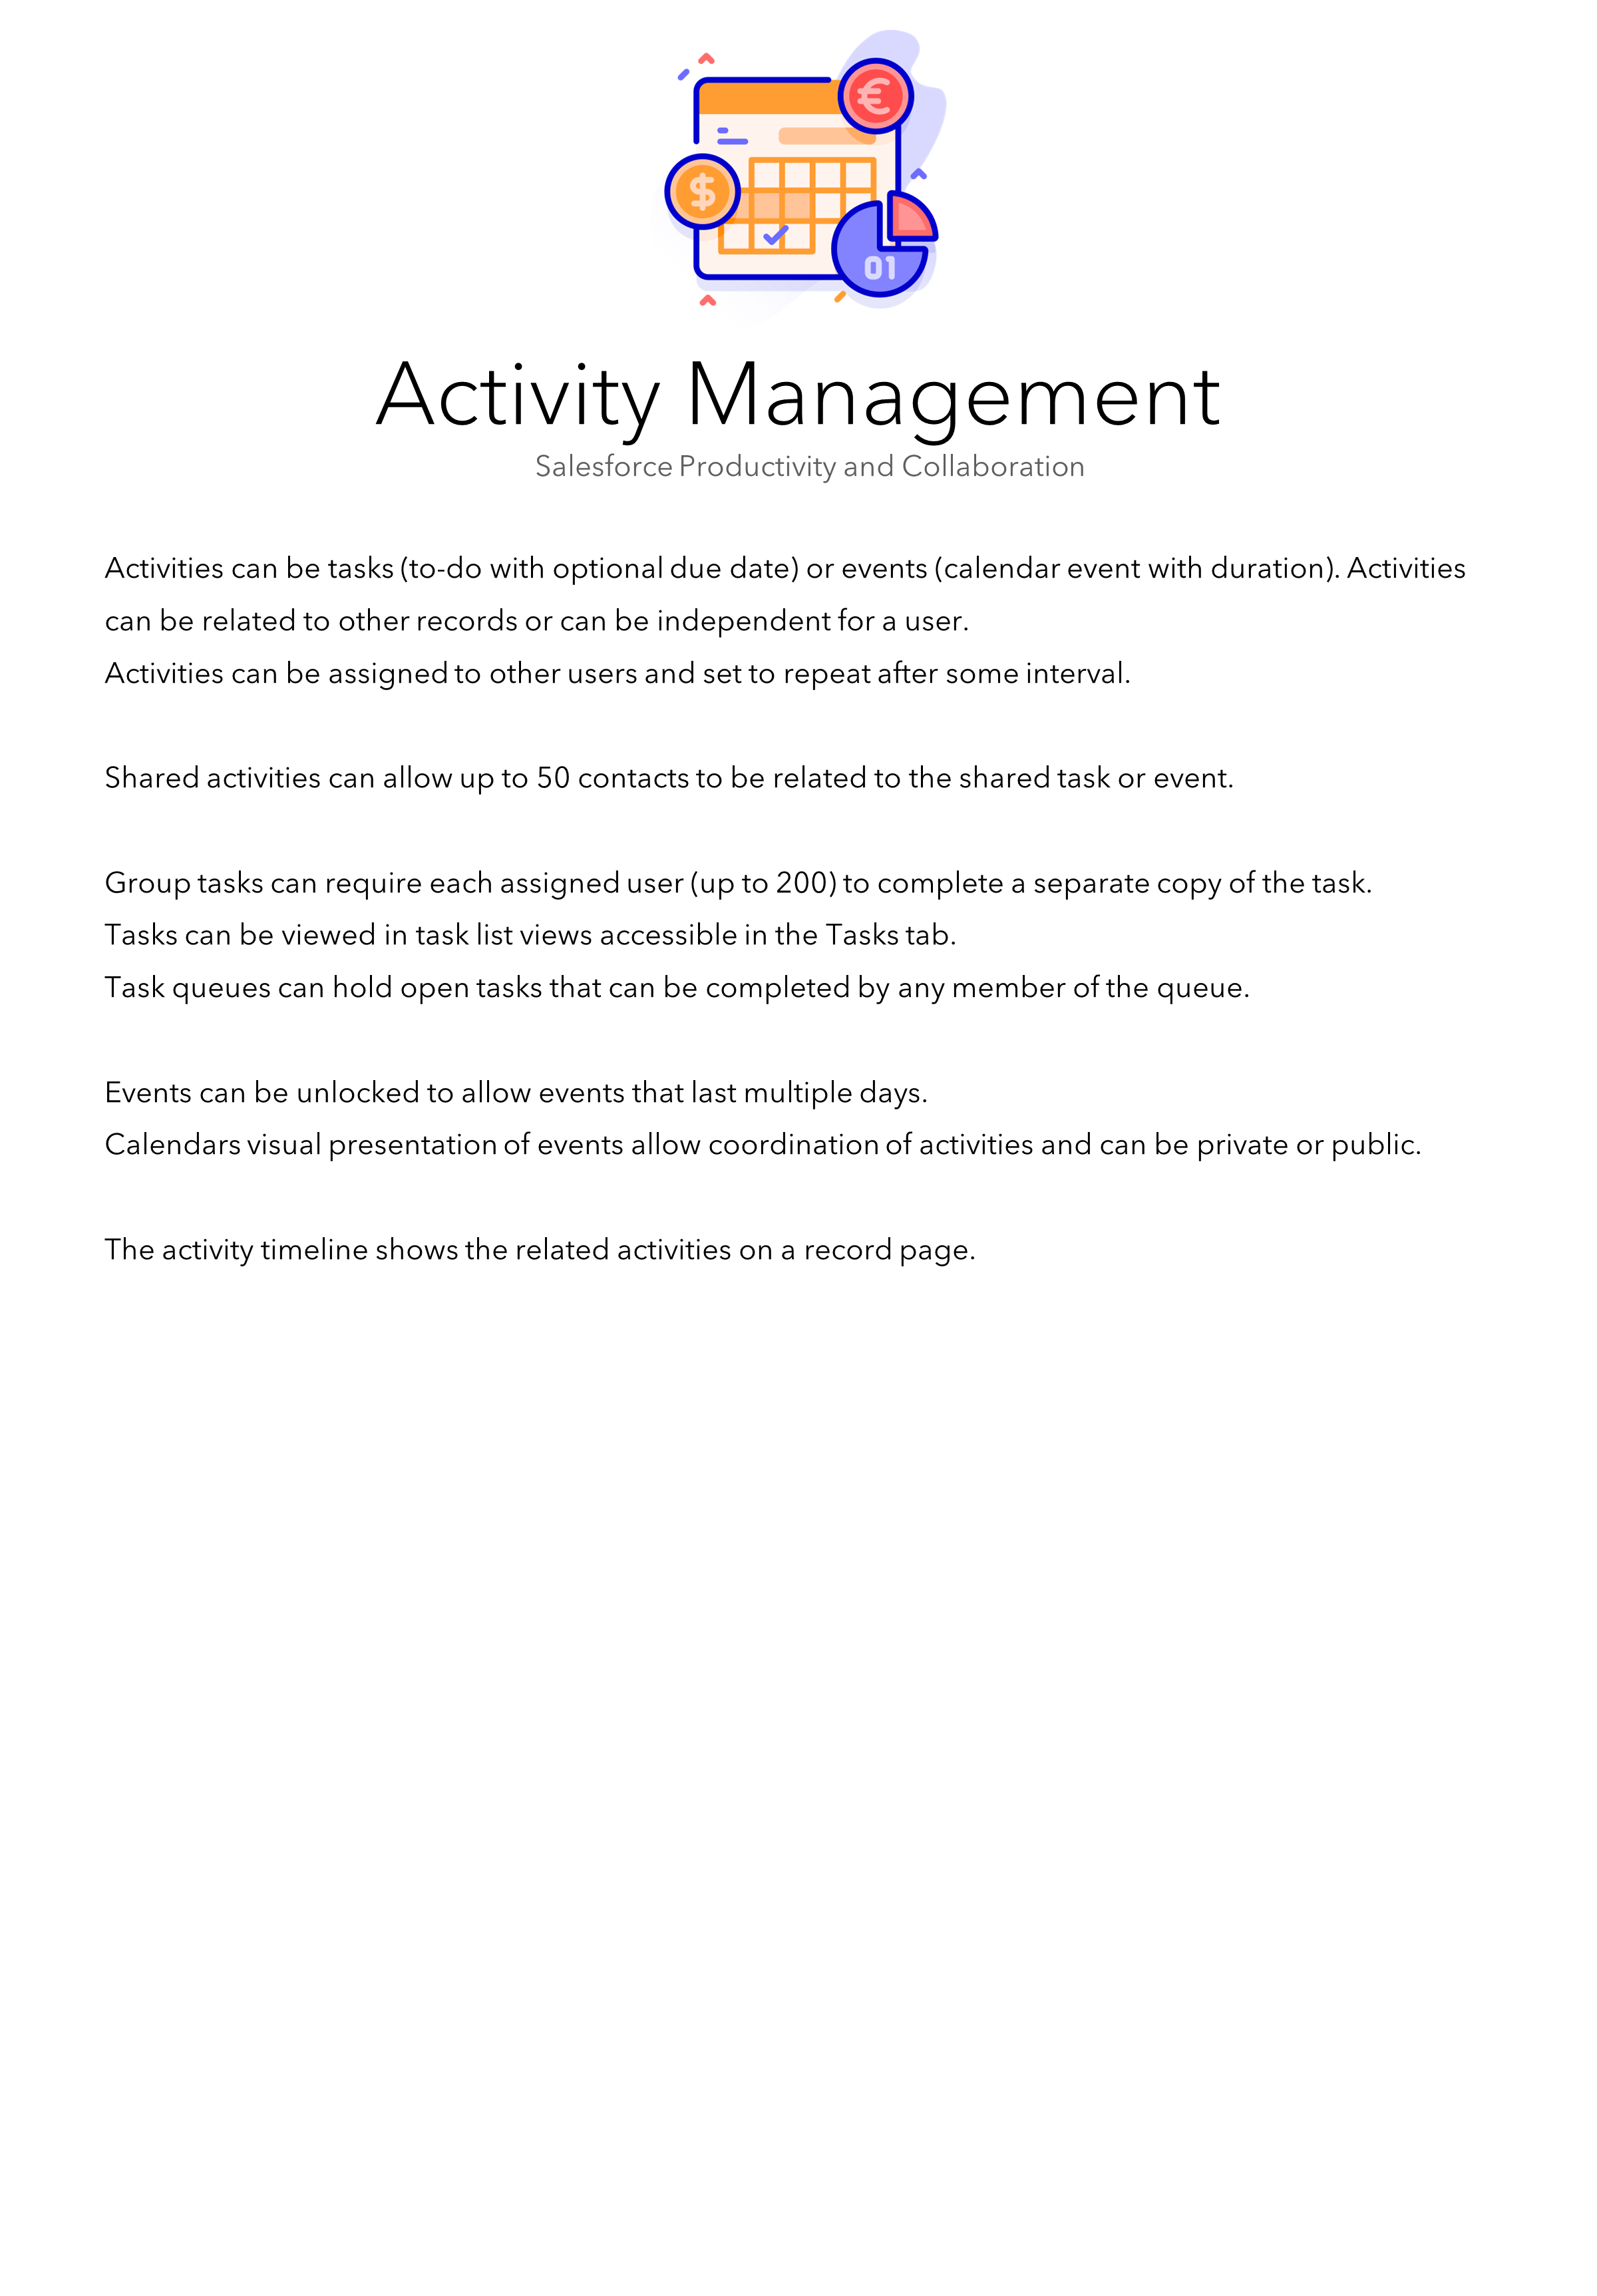 €
$
01
Activity Management
Salesforce Productivity and Collaboration
Activities can be tasks (to-do with optional due date) or events (calendar event with duration). Activities
can be related to other records or can be independent for a user.
Activities can be assigned to other users and set to repeat after some interval.
Shared activities can allow up to 50 contacts to be related to the shared task or event.
Group tasks can require each assigned user (up to 200) to complete a separate copy of the task.
Tasks can be viewed in task list views accessible in the Tasks tab.
Task queues can hold open tasks that can be completed by any member of the queue.
Events can be unlocked to allow events that last multiple days.
Calendars visual presentation of events allow coordination of activities and can be private or public.
The activity timeline shows the related activities on a record page.